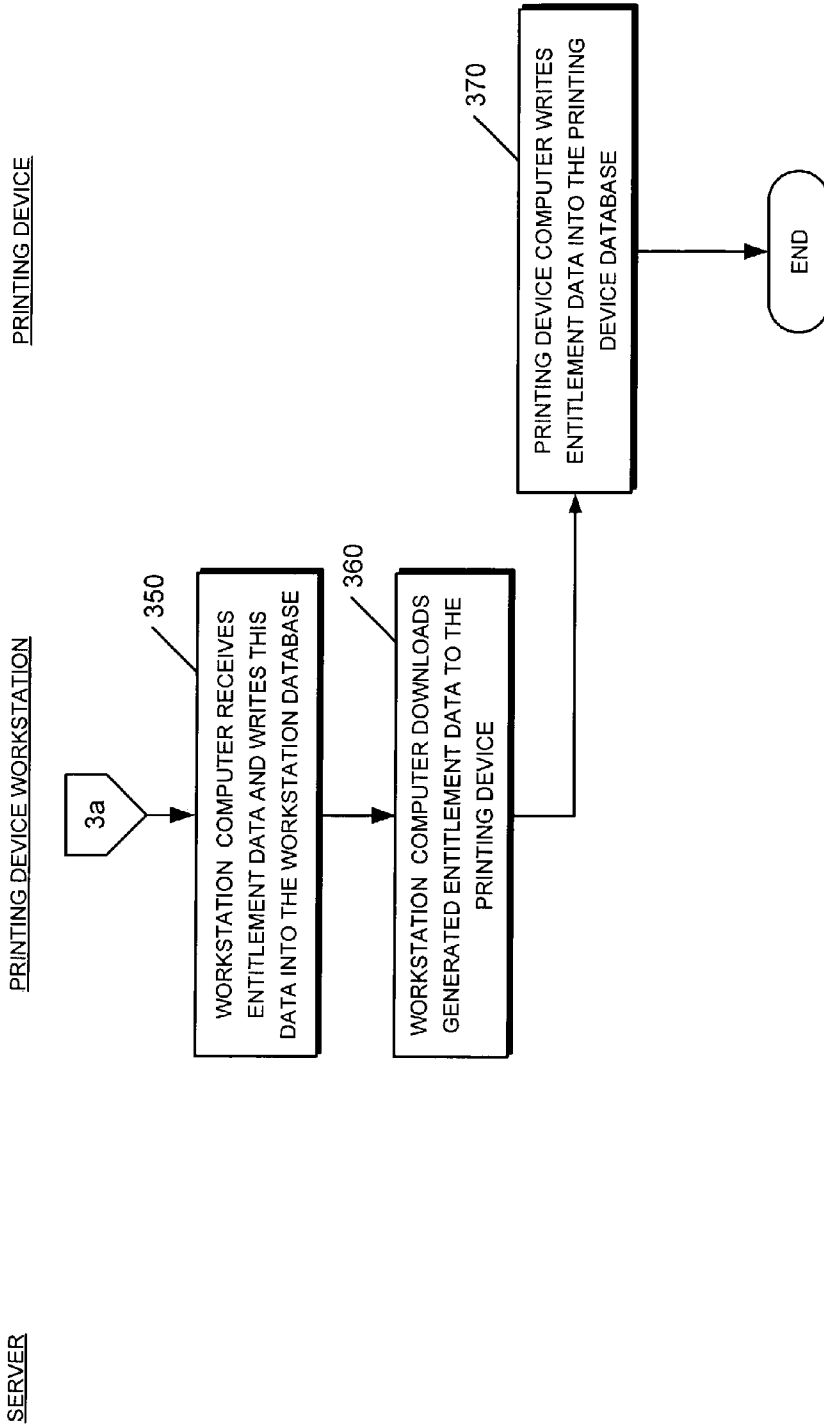 SERVER
PRINTING DEVICE WORKSTATION
PRINTING DEVICE
3a
350
WORKSTATION COMPUTER RECEIVES
ENTITLEMENT DATA AND WRITES THIS
DATA INTO THE WORKSTATION DATABASE
360
WORKSTATION COMPUTER DOWNLOADS
GENERATED ENTITLEMENT DATA TO THE
PRINTING DEVICE
370
PRINTING DEVICE COMPUTER WRITES
ENTITLEMENT DATA INTO THE PRINTING
DEVICE DATABASE
END